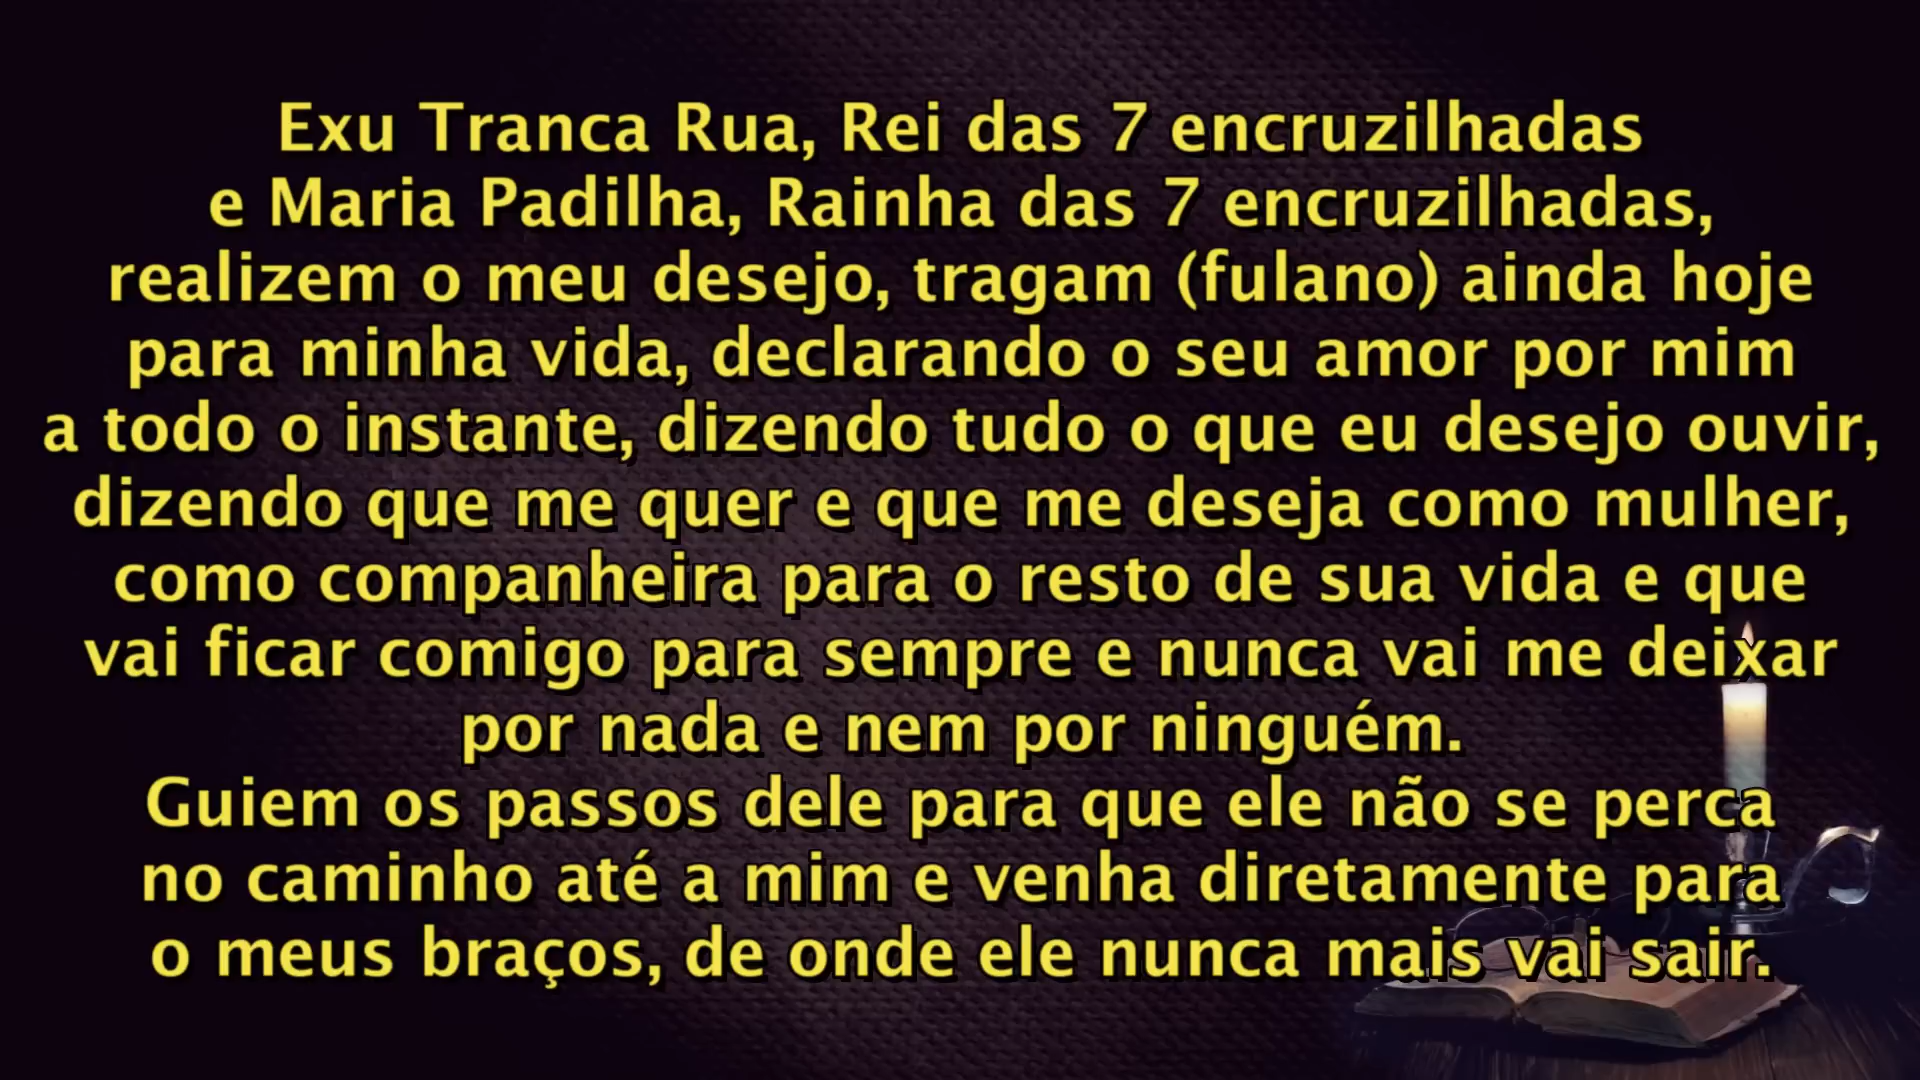 Exu Tranca Rua, Rei das 7 encruzilhadas
e Maria Padilha, Rainha das 7 encruzilhadas,
realizem o meu desejo, tragam (fulano) ainda hoje
para minha vida, declarando o seu amor por mim
a todo o instante, dizendo tudo o que eu desejo ouvir,
dizendo que me quer e que me deseja como mulher,
como companheira para o resto de sua vida e que
vai ficar comigo para sempre e nunca vai me deixar
por nada e nem por ninguém.
Guiem os passos dele para que ele não se perca
no caminho até a mim e venha diretamente para
o meus braços, de onde ele nunca mais vai sair.